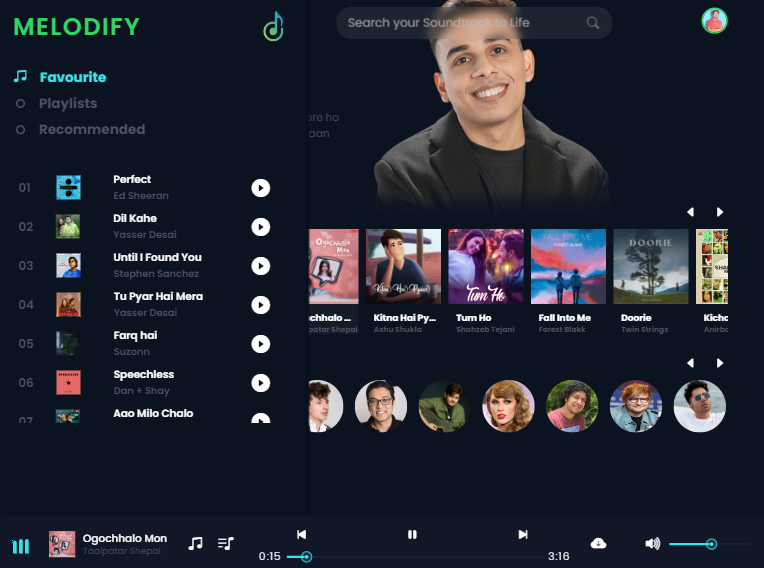 MELODIFY
Search your Soundtrack to Life
Favourite
Playlists
Recommended
ore ho
aan
01
Perfect
Ed Sheeran
02
Dil Kahe
Yasser Desai
03
Until I Found You
Stephen Sanchez
04
Tu Pyar Hai Mera
Yasser Desai
05
Farq hai
Suzonn
06
Speechless
Dan + Shay
07
Aao Milo Chalo
Ogochhalo Mon
Kitna Hai Pyaar
Tum Ho
FALL INTO ME
FOREST BLAKK
DOORIE
chhalo ...
patar Shepai
Kitna Hai Py...
Ashu Shukla
Tum Ho
Shahzeb Tejani
Fall Into Me
Forest Blakk
Doorie
Twin Strings
Kich
Anirba
Ogochhalo Mon
Taalpatar Shepai
0:15
3:16